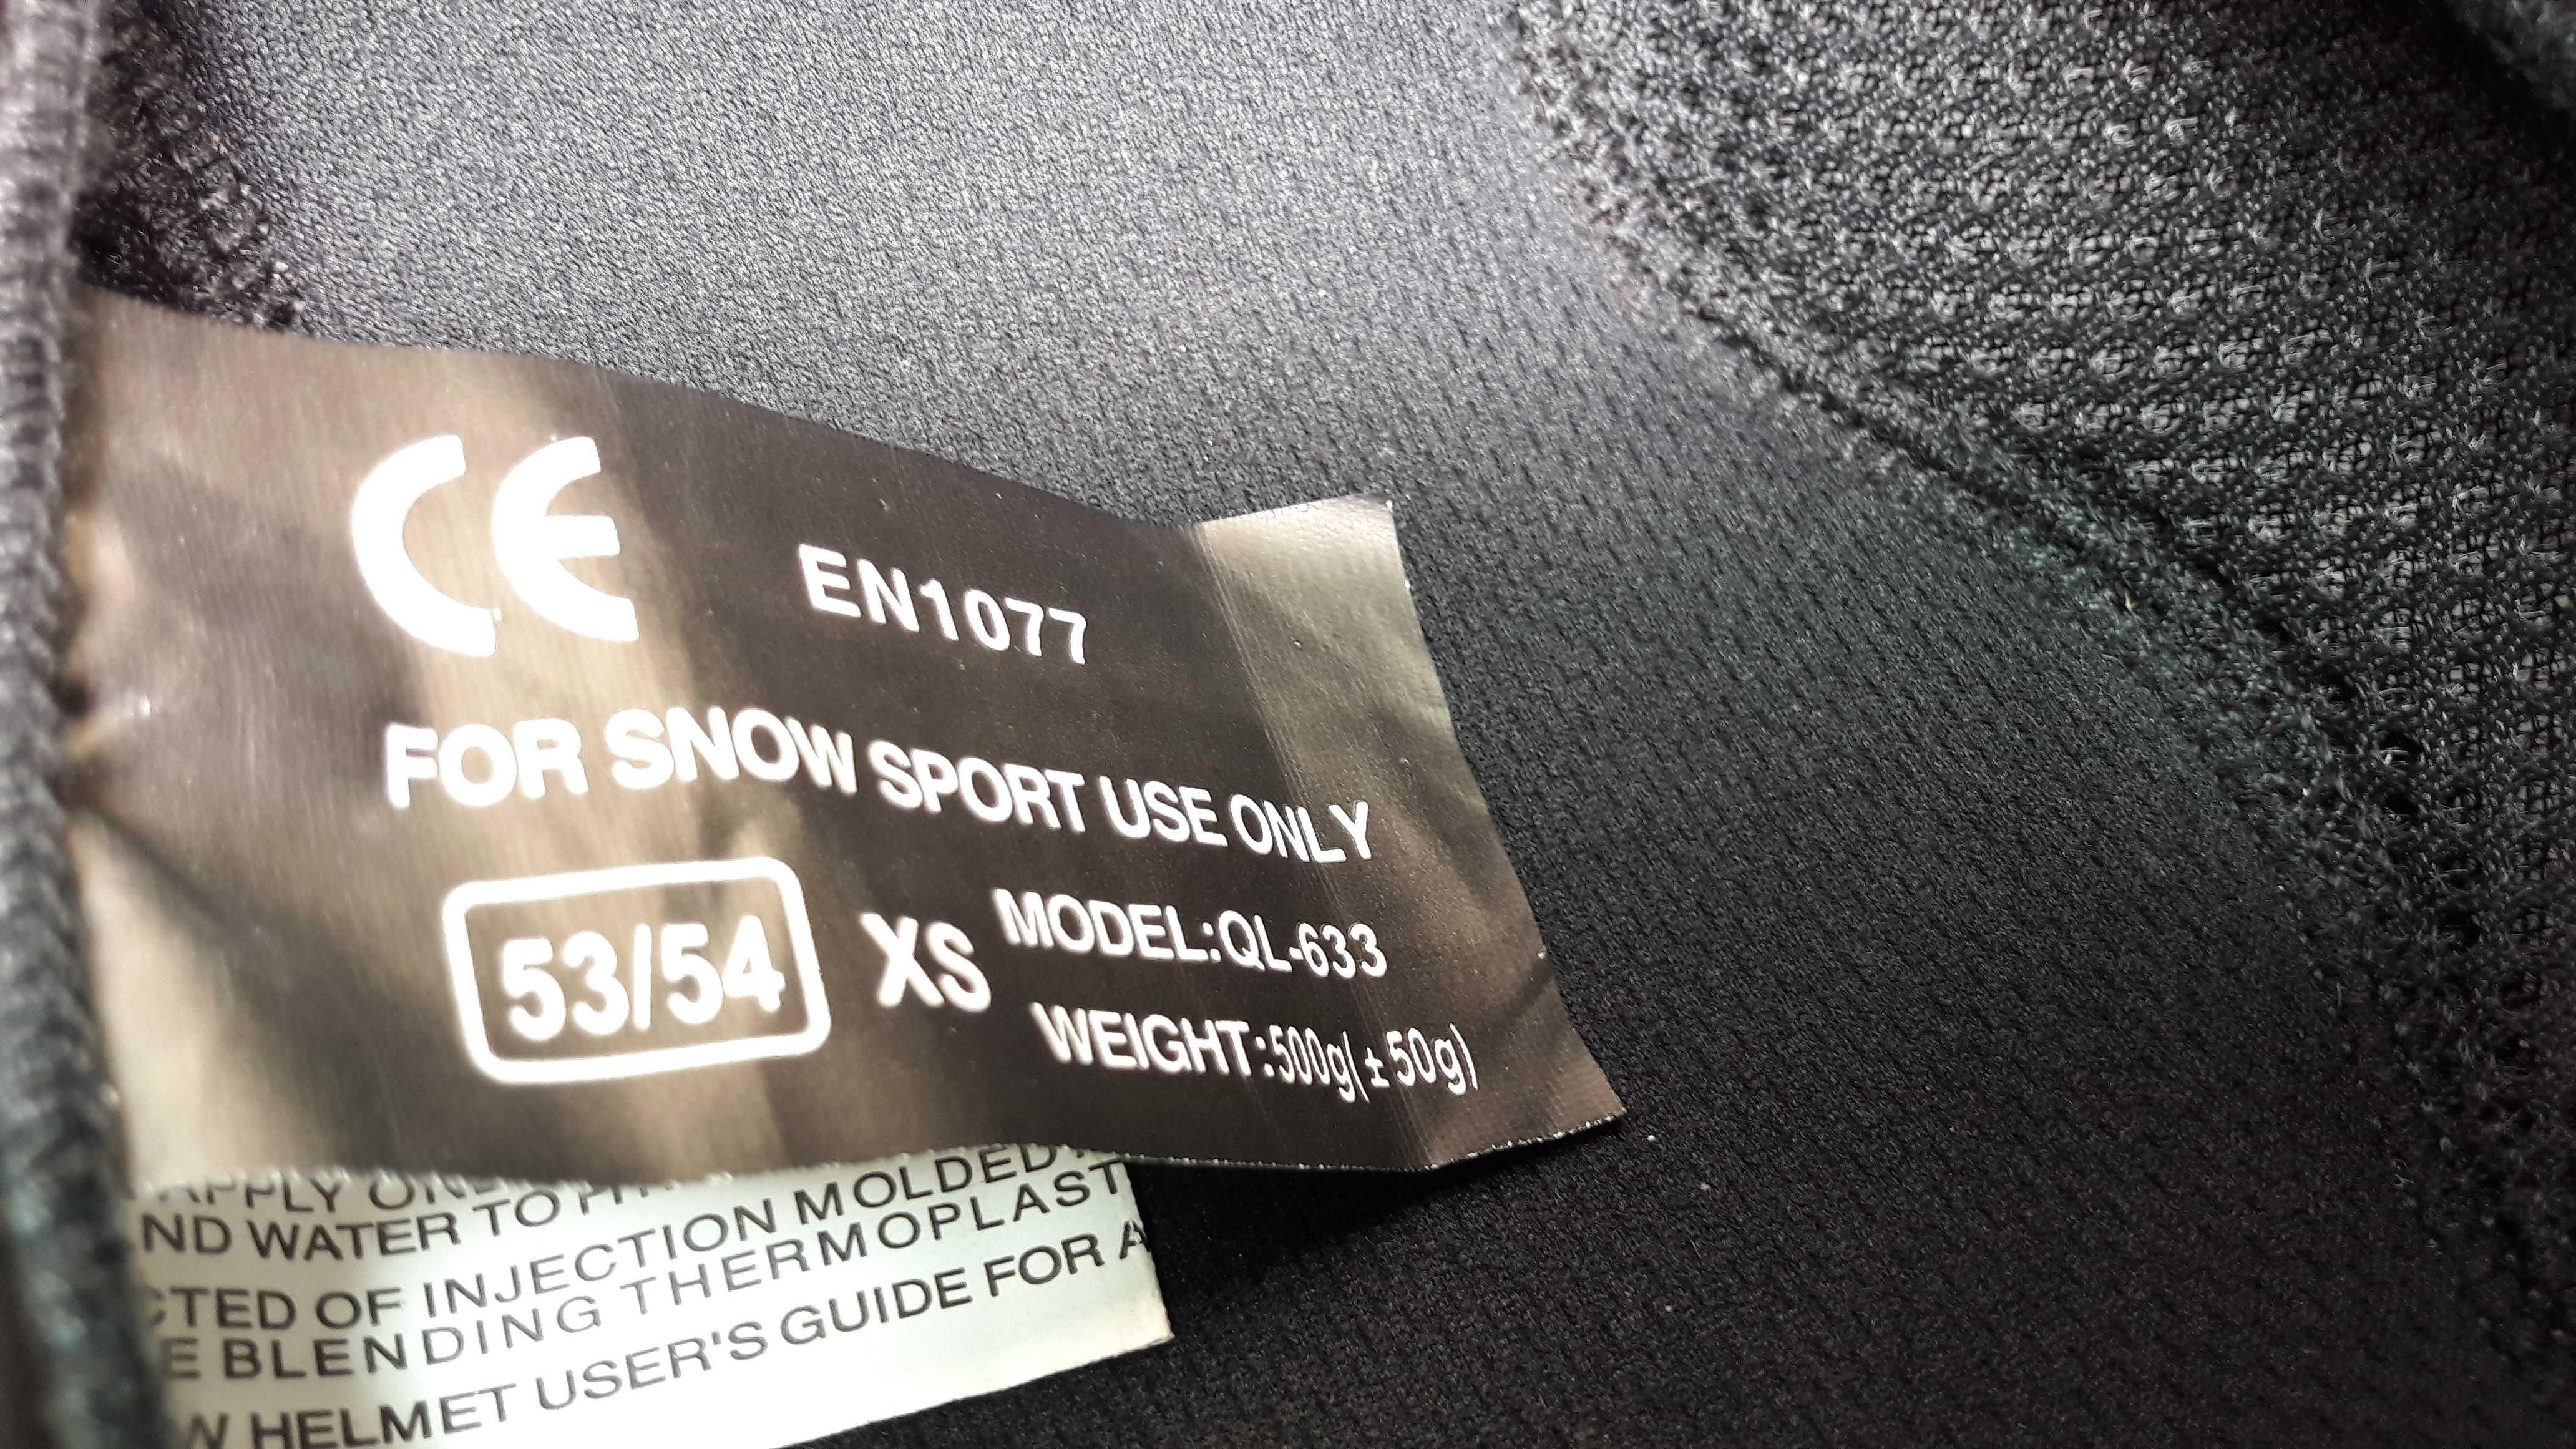 CE EN1077
FOR SNOW SPORT USE ONLY
53/54 XS MODEL:QL-633
WEIGHT:500g(±50g)
APPLY
ND WATER TO
CTED OF INJECTION MOLDED
E BLENDING THERMOPLAST
W HELMET USER'S GUIDE FOR A